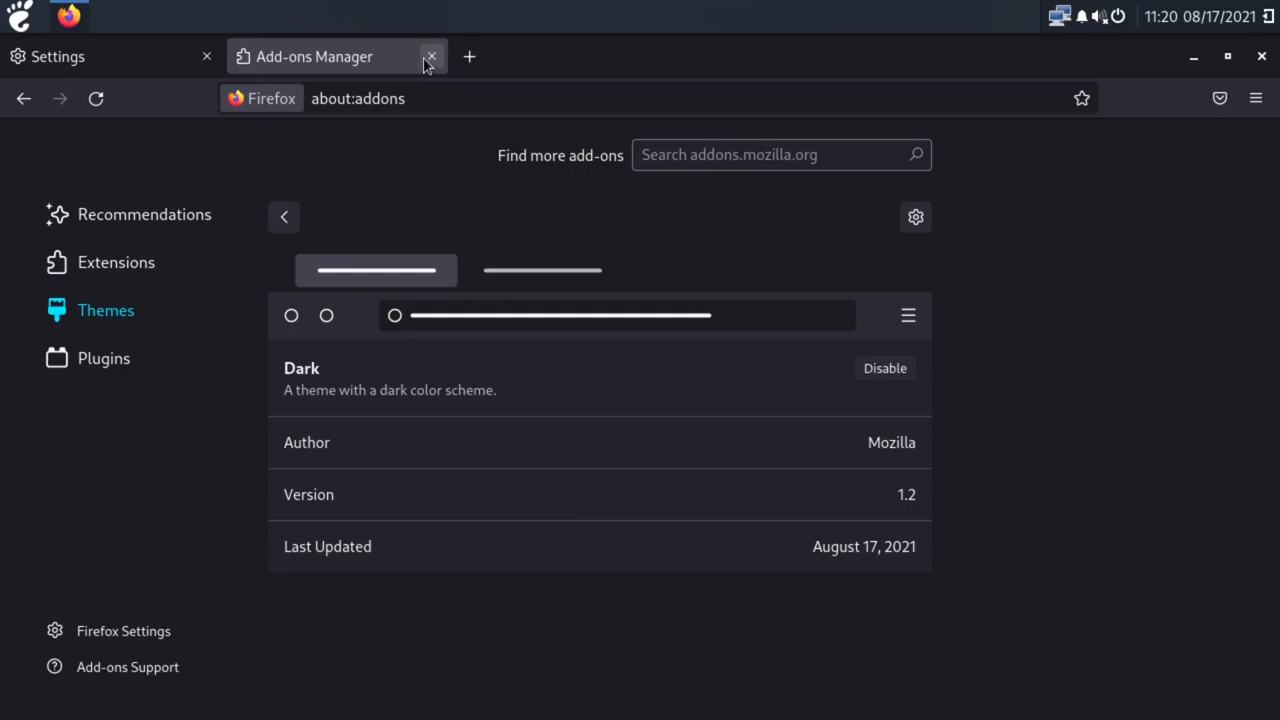 11:20 08/17/2021
Settings
Add-ons Manager
Firefox about:addons
Find more add-ons
Search addons.mozilla.org
Recommendations
Extensions
Themes
Plugins
Dark
Disable
A theme with a dark color scheme.
Author
Mozilla
Version
1.2
Last Updated
August 17, 2021
Firefox Settings
Add-ons Support